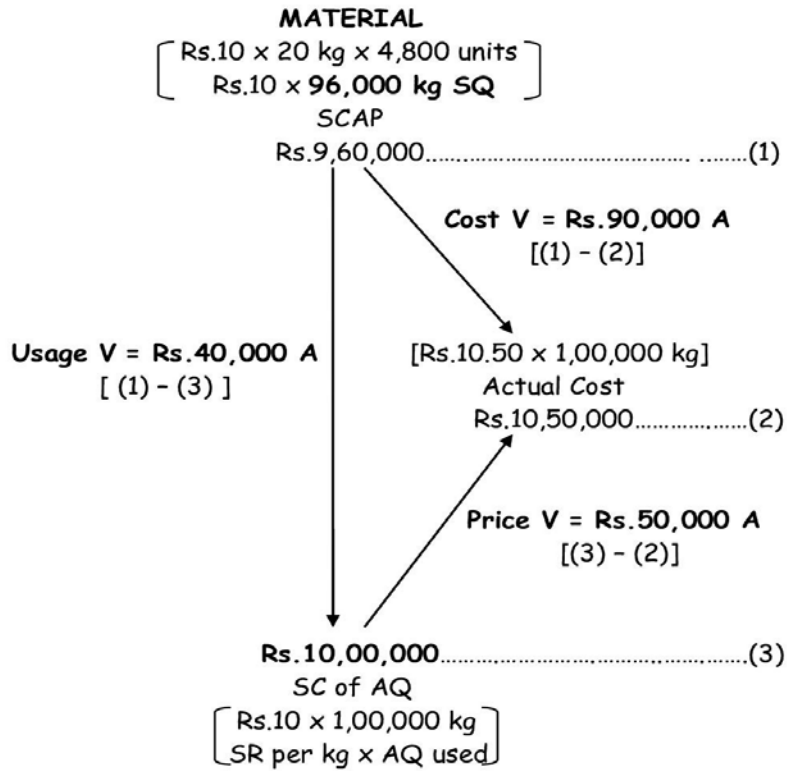 MATERIAL
Rs.10 x 20 kg x 4,800 units
Rs.10 x 96,000 kg SQ
SCAP
Rs.9,60,000............................................ ........(1)
Cost V = Rs.90,000 A
[(1) – (2)]
Usage V = Rs.40,000 A
[ (1) – (3) ]
[Rs.10.50 x 1,00,000 kg]
Actual Cost
Rs.10,50,000...................(2)
Price V = Rs.50,000 A
[(3) – (2)]
Rs.10,00,000.....................................................(3)
SC of AQ
Rs.10 x 1,00,000 kg
SR per kg x AQ used